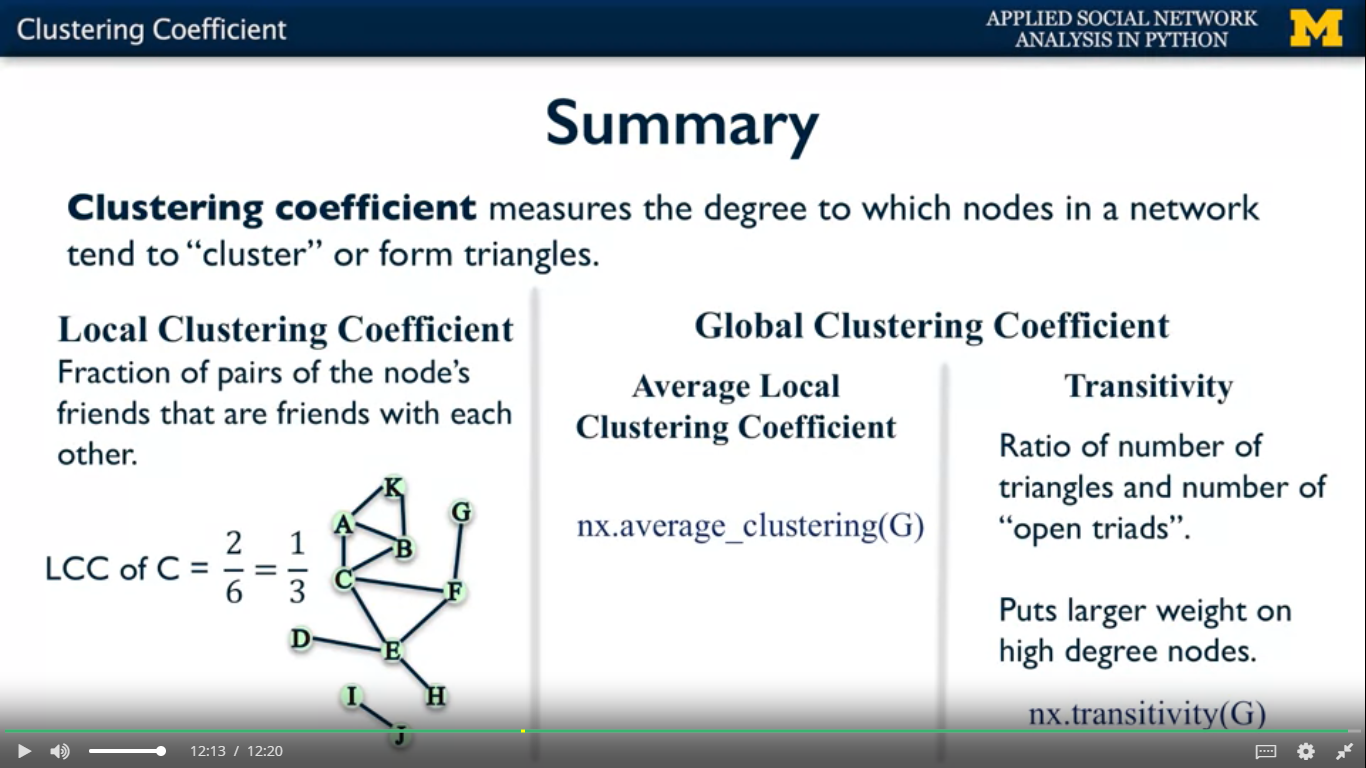 Clustering Coefficient
APPLIED SOCIAL NETWORK
ANALYSIS IN PYTHON
M
Summary
Clustering coefficient measures the degree to which nodes in a network
tend to “cluster” or form triangles.
Local Clustering Coefficient
Fraction of pairs of the node’s
friends that are friends with each
other.
LCC of C = 2/6 = 1/3
K
A
G
B
C
F
D
E
I
H
J
Global Clustering Coefficient
Average Local
Clustering Coefficient
nx.average_clustering(G)
Transitivity
Ratio of number of
triangles and number of
“open triads”.
Puts larger weight on
high degree nodes.
nx.transitivity(G)
12:13 / 12:20